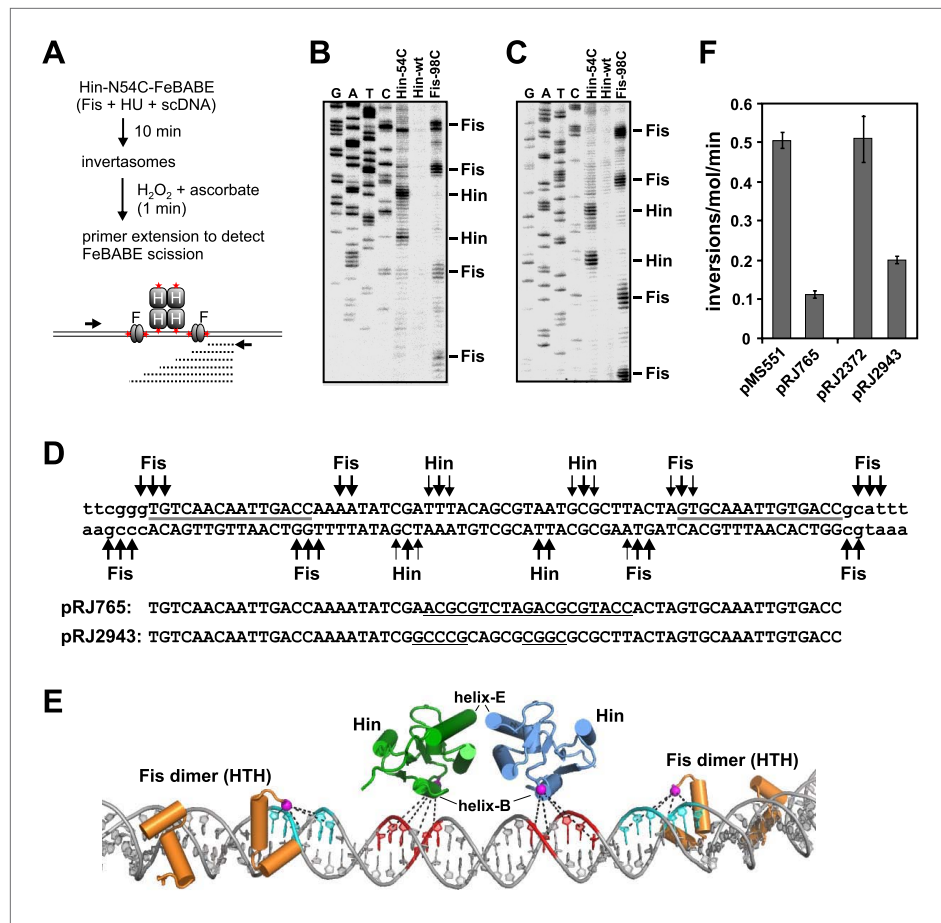 A
Hin-N54C-FeBABE
(Fis + HU + scDNA)
10 min
invertasomes
H2O2 + ascorbate
(1 min)
primer extension to detect
FeBABE scission
F
H H
H H
F
B
G A T C Hin-54C Hin-wt Fis-98C
Fis
Fis
Hin
Hin
Fis
Fis
C
G A T C Hin-54C Hin-wt Fis-98C
Fis
Fis
Hin
Hin
Fis
Fis
F
inversions/mol/min
0.6
0.5
0.4
0.3
0.2
0.1
0
pMS551 pRJ765 pRJ2372 pRJ2943
D
Fis Fis Hin Hin Fis Fis
ttcgggTGTCAACAATTGACCAAAATATCGATTTACAGCGTAATGCGCTTACTAGTGCAAATTGTGACCgcattt
aagcccACAGTTGTTAACTGGTTTTATAGCTAAATGTCGCATTACGCGAATGATCACGTTTAACACTGGcgtaaa
Fis Fis Hin Hin Fis Fis
pRJ765: TGTCAACAATTGACCAAAATATCGAACGCGTCTAGACGCGTACCACTAGTGCAAATTGTGACC
pRJ2943: TGTCAACAATTGACCAAAATATCGGCCCGCAGCGCGGCGCGCTTACTAGTGCAAATTGTGACC
E
helix-E
Hin Hin
Fis dimer (HTH) Fis dimer (HTH)
helix-B